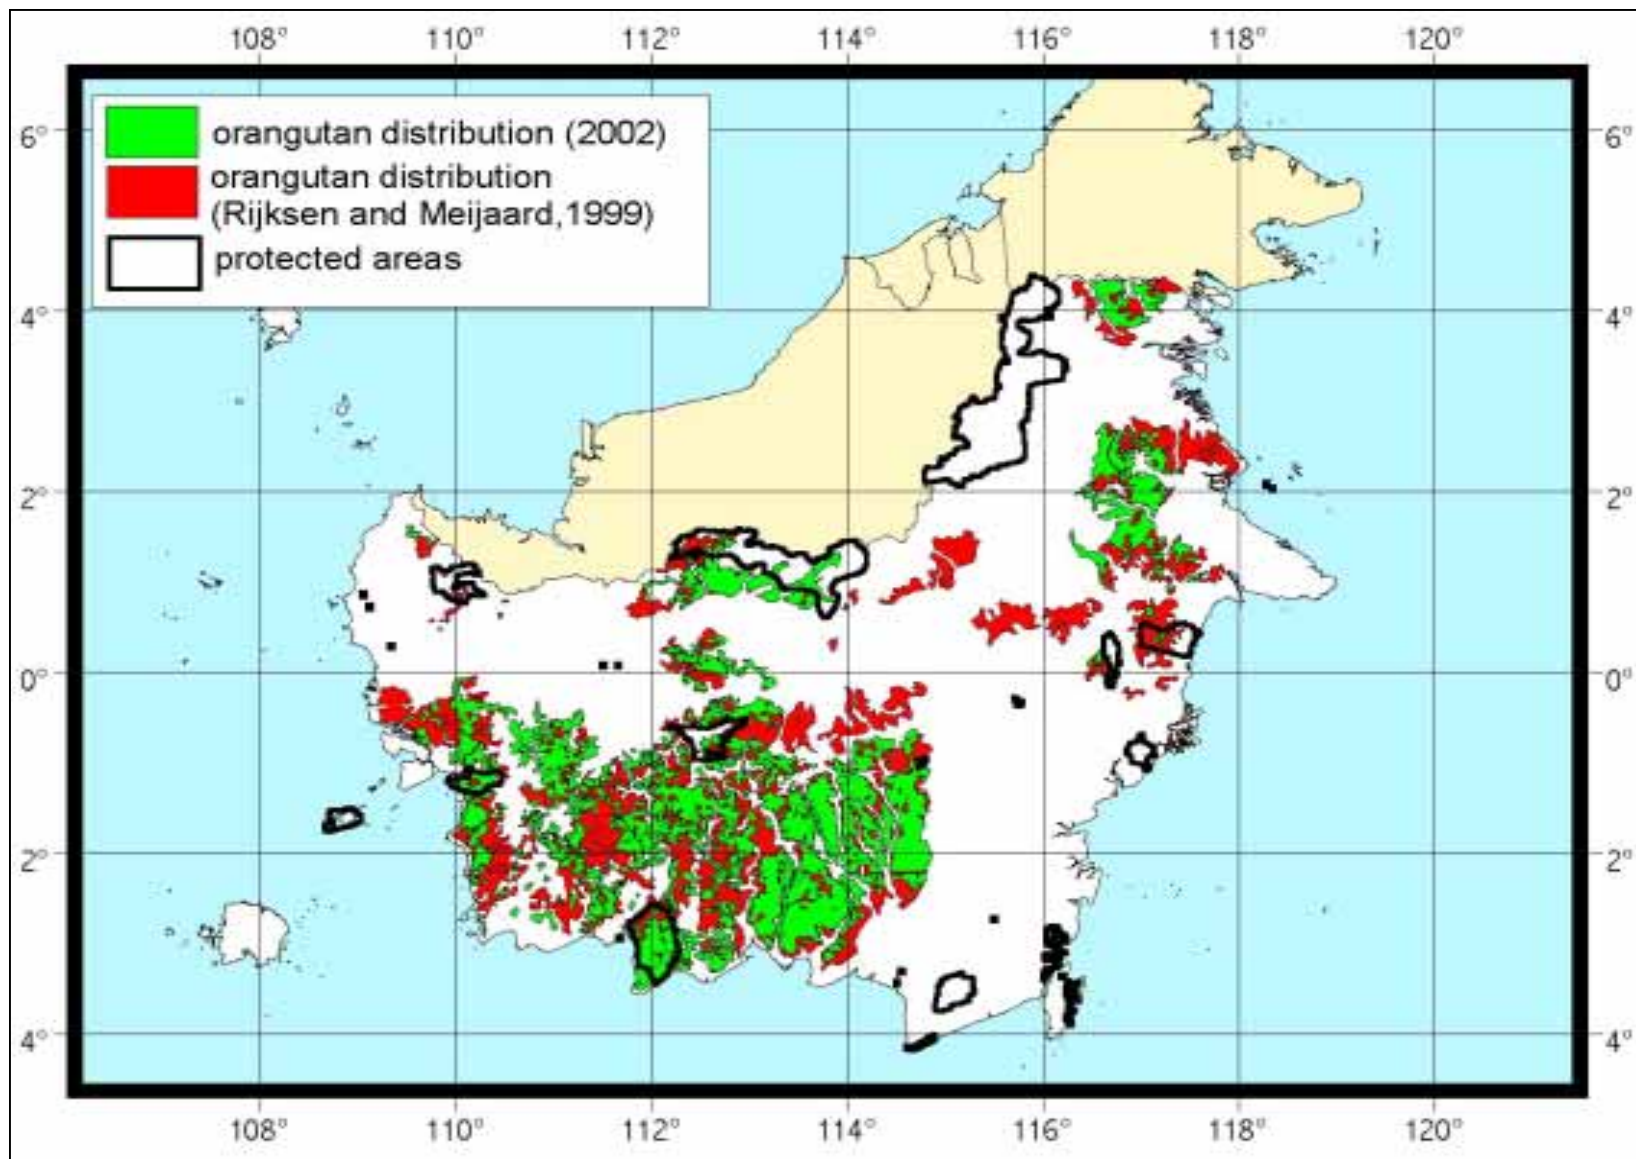 108° 110° 112° 114° 116° 118° 120°
orangutan distribution (2002)
orangutan distribution
(Rijksen and Meijaard,1999)
protected areas
6° 6°
4° 4°
2° 2°
0° 0°
2° 2°
4° 4°
108° 110° 112° 114° 116° 118° 120°